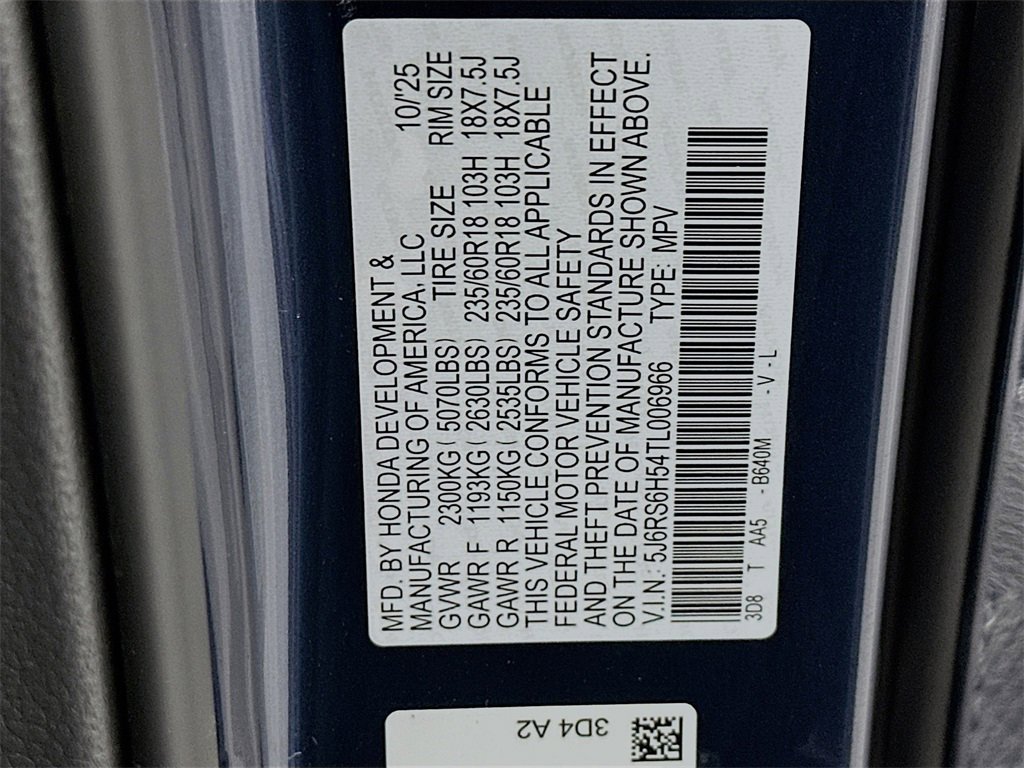 MFD. BY HONDA DEVELOPMENT &
MANUFACTURING OF AMERICA, LLC 10/'25
GVWR 2300KG ( 5070LBS) TIRE SIZE RIM SIZE
GAWR F 1193KG ( 2630LBS) 235/60R18 103H 18X7.5J
GAWR R 1150KG ( 2535LBS) 235/60R18 103H 18X7.5J
THIS VEHICLE CONFORMS TO ALL APPLICABLE
FEDERAL MOTOR VEHICLE SAFETY
AND THEFT PREVENTION STANDARDS IN EFFECT
ON THE DATE OF MANUFACTURE SHOWN ABOVE.
V.I.N.: 5J6RS6H54TL006966 TYPE: MPV
3D8 T AA5 - B640M - V - L
3D4 A2